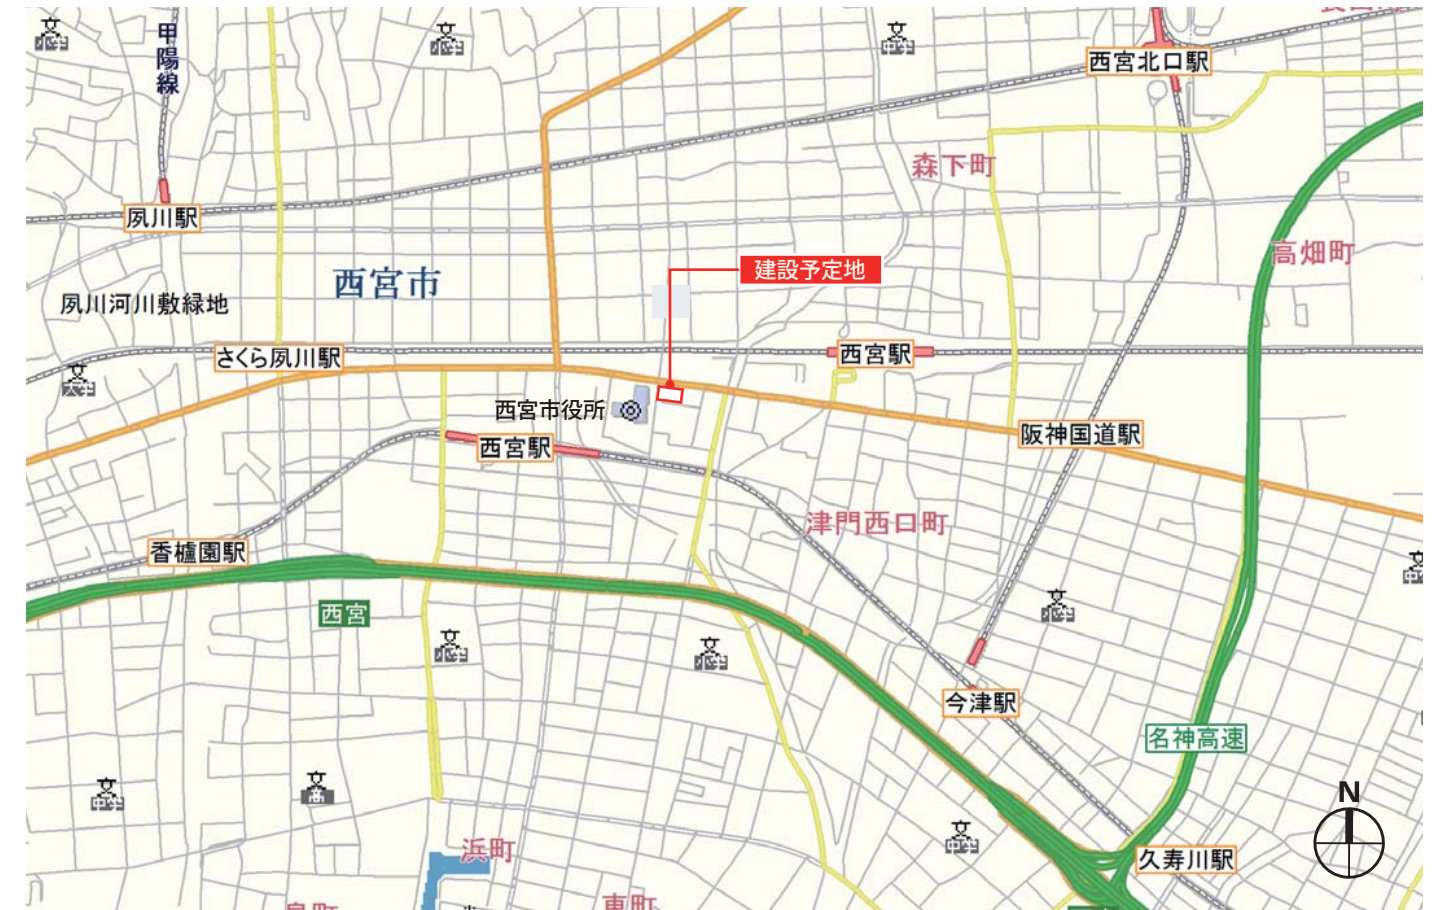 甲陽線
西宮北口駅
森下町
夙川駅
高畑町
建設予定地
西宮市
夙川河川敷緑地
さくら夙川駅
西宮駅
西宮市役所
阪神国道駅
西宮駅
津門西口町
香櫨園駅
西宮
今津駅
名神高速
N
浜町
久寿川駅
東町